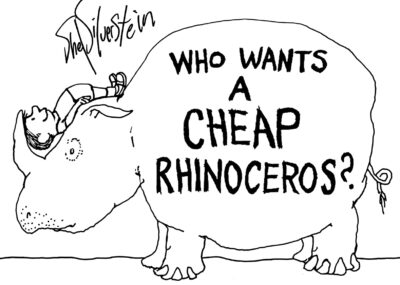 Shel Silverstein
WHO WANTS
A
CHEAP
RHINOCEROS?